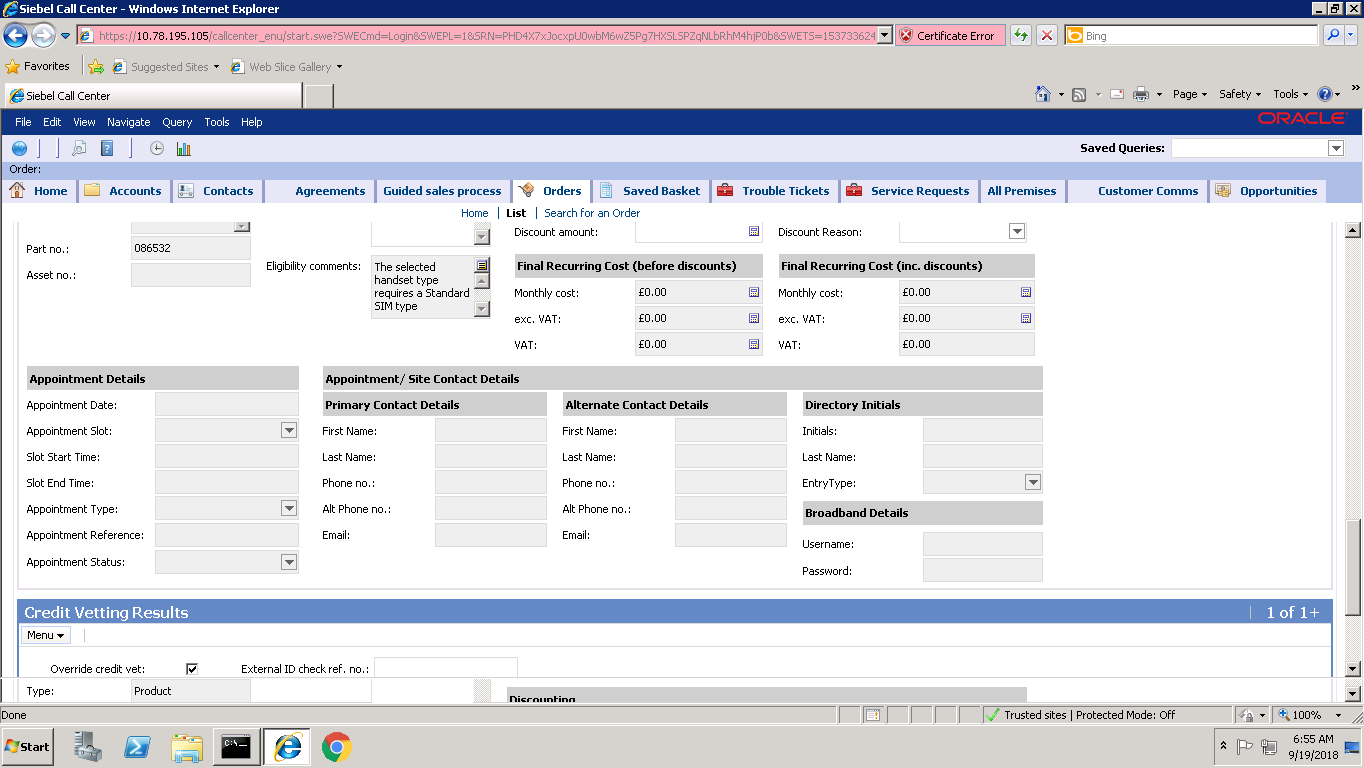 Siebel Call Center - Windows Internet Explorer
https://10.78.195.105/callcenter_enu/start.swe?SWECmd=Login&SWEPL=1&SRN=PHD4X7xJocxpU0wbM6wZ5Pg7HXSLSPZqNLbRhM4hjP0b&SWETS=153733624 Certificate Error Bing
Favorites Suggested Sites Web Slice Gallery
Siebel Call Center Page Safety Tools
File Edit View Navigate Query Tools Help ORACLE
Saved Queries:
Order:
Home Accounts Contacts Agreements Guided sales process Orders Saved Basket Trouble Tickets Service Requests All Premises Customer Comms Opportunities
Home List Search for an Order
Discount amount: Discount Reason:
Part no.: 086532
Asset no.: Eligibility comments: The selected
handset type
requires a Standard
SIM type
Final Recurring Cost (before discounts) Final Recurring Cost (inc. discounts)
Monthly cost: £0.00 Monthly cost: £0.00
exc. VAT: £0.00 exc. VAT: £0.00
VAT: £0.00 VAT: £0.00
Appointment Details Appointment/ Site Contact Details
Appointment Date: Primary Contact Details Alternate Contact Details Directory Initials
Appointment Slot: First Name: First Name: Initials:
Slot Start Time: Last Name: Last Name: Last Name:
Slot End Time: Phone no.: Phone no.: EntryType:
Appointment Type: Alt Phone no.: Alt Phone no.: Broadband Details
Appointment Reference: Email: Email: Username:
Appointment Status: Password:
Credit Vetting Results 1 of 1+
Menu
Override credit vet: External ID check ref. no.:
Type: Product Discounting
Done Trusted sites | Protected Mode: Off 100%
Start C:\ 6:55 AM
9/19/2018